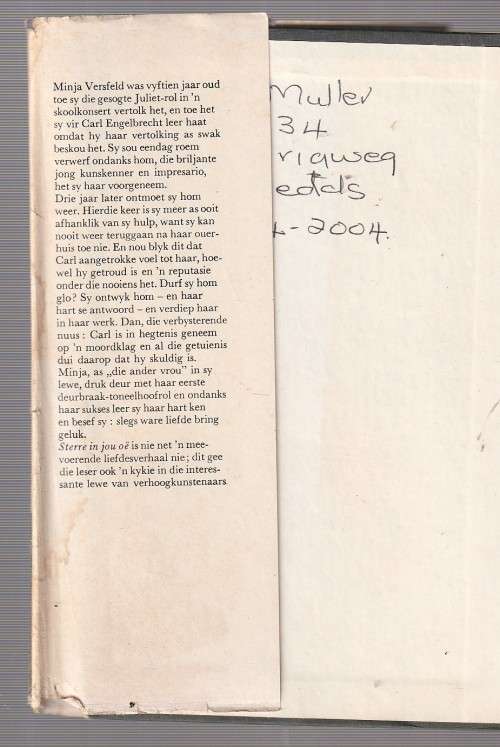 Minja Versfeld was vyftien jaar oud
toe sy die gesogte Juliet-rol in 'n
skoolkonsert vertolk het, en toe het
sy vir Carl Engelbrecht leer haat
omdat hy haar vertolking as swak
beskou het. Sy sou eendag roem
verwerf ondanks hom, die briljante
jong kunskenner en impresario,
het sy haar voorgeneem.
Drie jaar later ontmoet sy hom
weer. Hierdie keer is sy meer as ooit
afhanklik van sy hulp, want sy kan
nooit weer teruggaan na haar ouer-
huis toe nie. En nou blyk dit dat
Carl aangetrokke voel tot haar, hoe-
wel hy getroud is en 'n reputasie
onder die nooiens het. Durf sy hom
glo? Sy ontwyk hom – en haar
hart se antwoord – en verdiep haar
in haar werk. Dan, die verbysterende
nuus : Carl is in hegtenis geneem
op 'n moordklag en al die getuienis
dui daarop dat hy skuldig is.
Minja, as „die ander vrou” in sy
lewe, druk deur met haar eerste
deurbraak-toneelhoofrol en ondanks
haar sukses leer sy haar hart ken
en besef sy : slegs ware liefde bring
geluk.
Sterre in jou oë is nie net 'n mee-
voerende liefdesverhaal nie; dit gee
die leser ook 'n kykie in die interes-
sante lewe van verhoogkunstenaars
Muller
34
rigweg
edds
-2004.